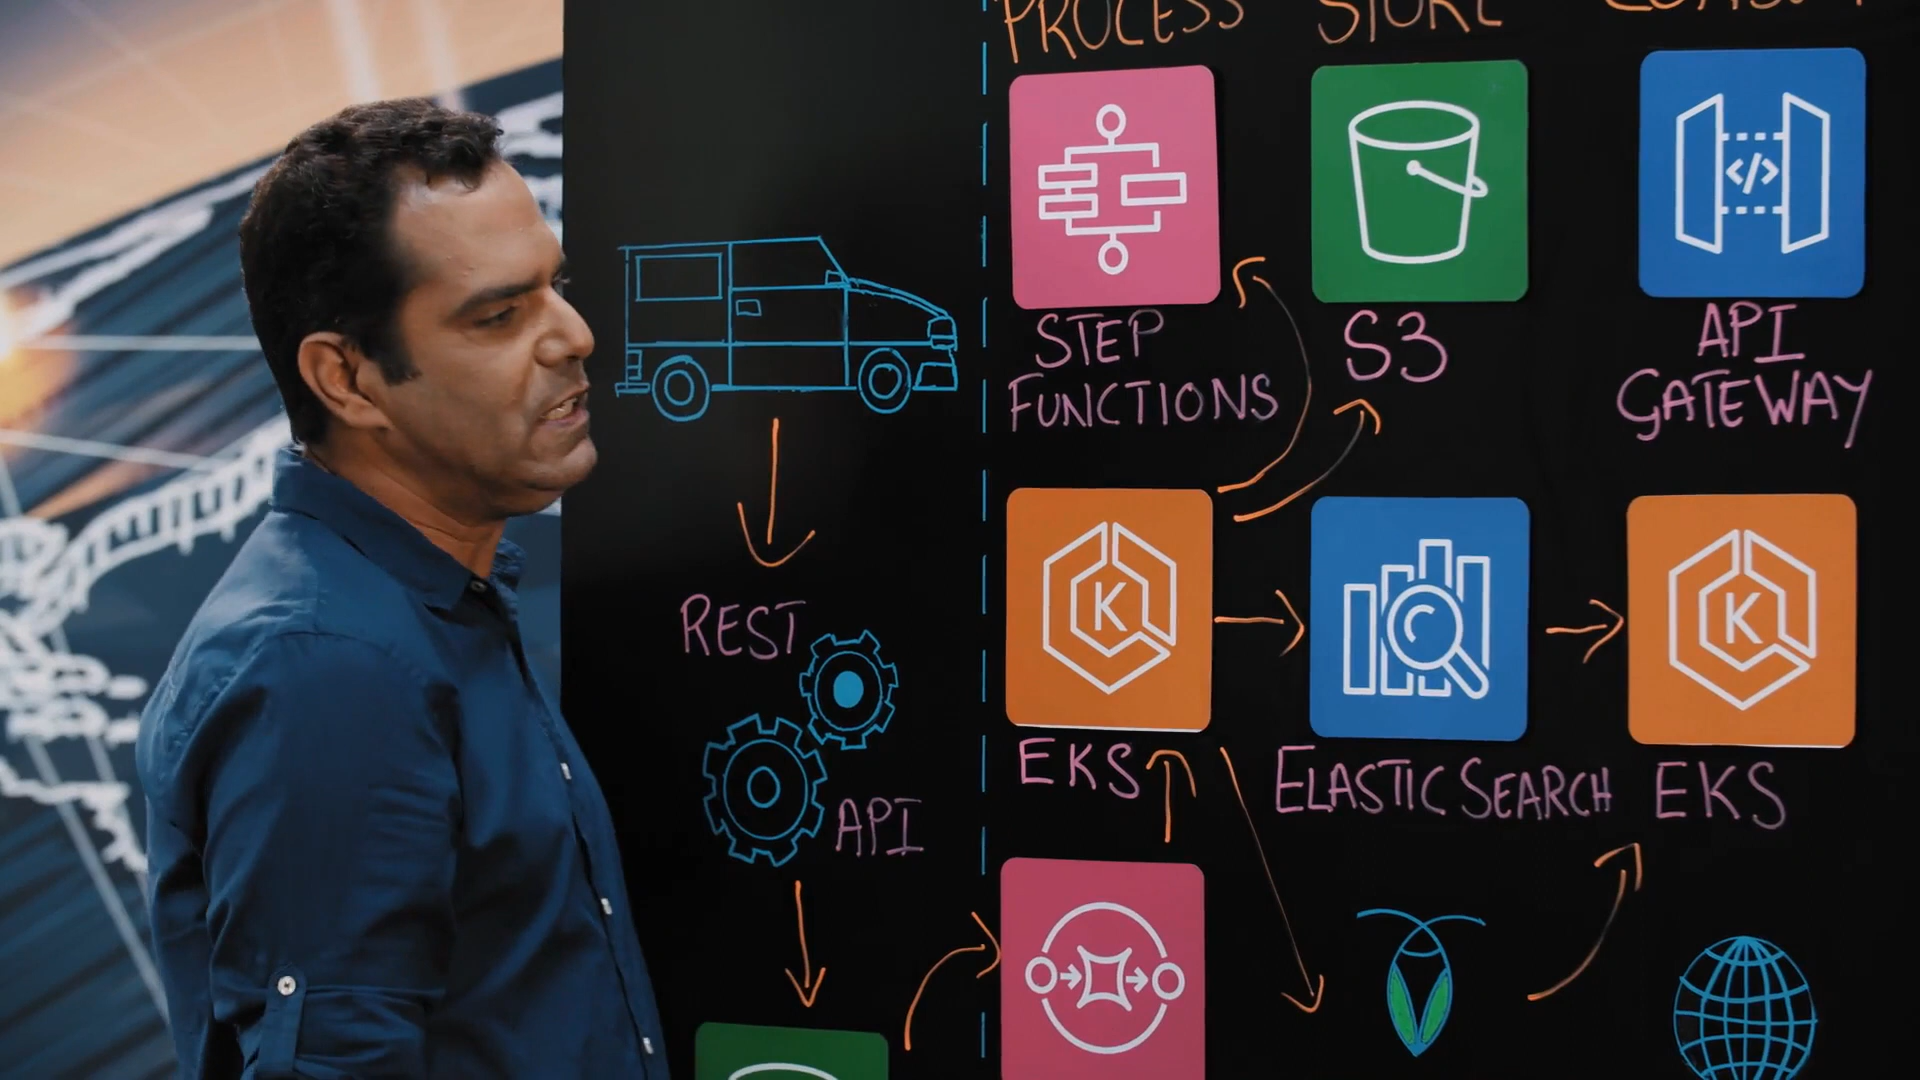 PROCESS
STORE
</>
STEP
FUNCTIONS
S3
API
GATEWAY
K
K
REST
API
EKS
ELASTIC SEARCH
EKS